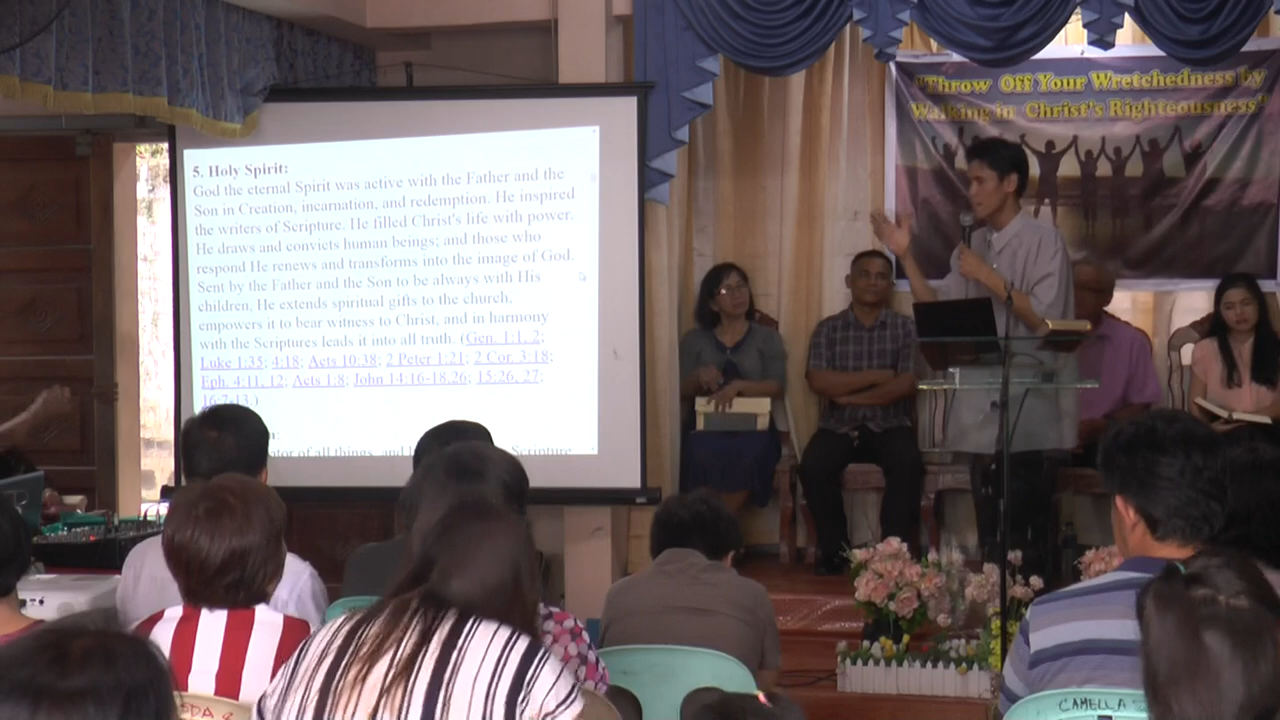 5. Holy Spirit:
God the eternal Spirit was active with the Father and the
Son in Creation, incarnation, and redemption. He inspired
the writers of Scripture. He filled Christ's life with power.
He draws and convicts human beings; and those who
respond He renews and transforms into the image of God.
Sent by the Father and the Son to be always with His
children, He extends spiritual gifts to the church,
empowers it to bear witness to Christ, and in harmony
with the Scriptures leads it into all truth. (Gen. 1:1, 2;
Luke 1:35; 4:18; Acts 10:38; 2 Peter 1:21; 2 Cor. 3:18;
Eph. 4:11, 12; Acts 1:8; John 14:16-18,26; 15:26, 27;
16:7-13.)
of all things, and Scripture
"Throw Off Your Wretchedness by
Walking in Christ's Righteousness"
SDA
CAMELLA